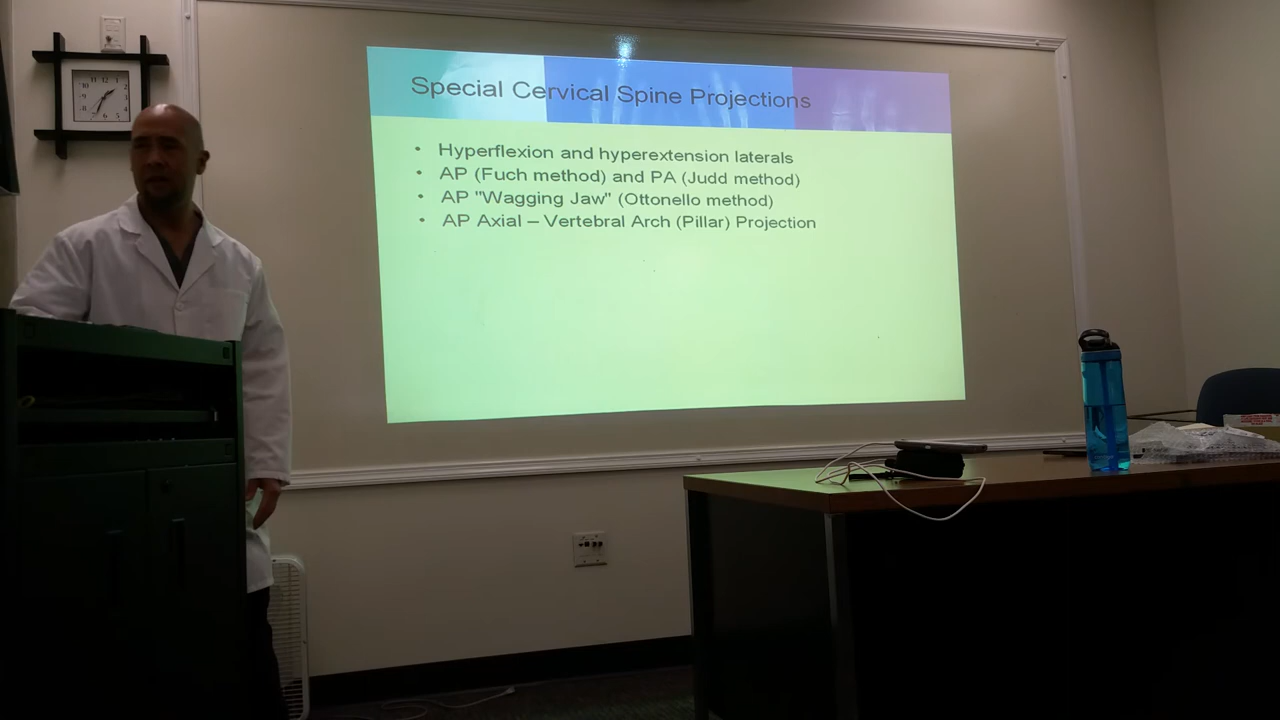 Special Cervical Spine Projections
• Hyperflexion and hyperextension laterals
• AP (Fuch method) and PA (Judd method)
• AP "Wagging Jaw" (Ottonello method)
• AP Axial – Vertebral Arch (Pillar) Projection